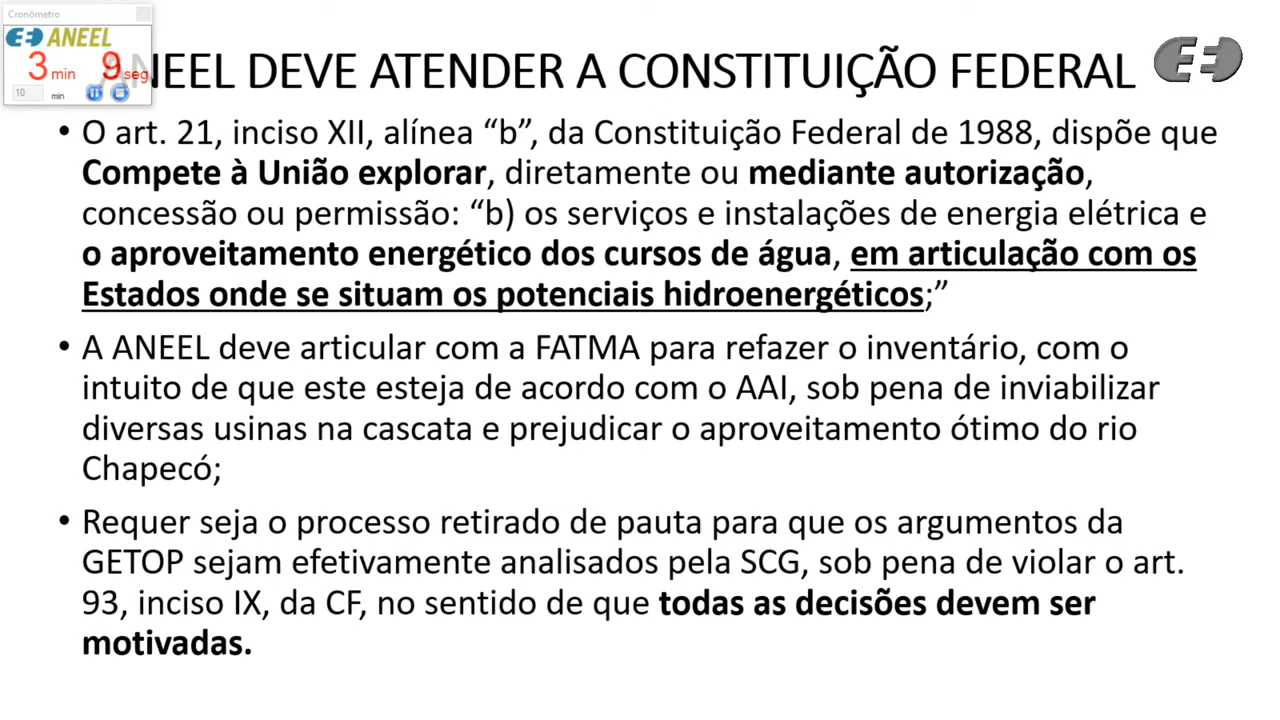 Cronômetro
ANEEL
3 min 9 seg
10 min
ANEEL DEVE ATENDER A CONSTITUIÇÃO FEDERAL
• O art. 21, inciso XII, alínea “b”, da Constituição Federal de 1988, dispõe que
Compete à União explorar, diretamente ou mediante autorização,
concessão ou permissão: “b) os serviços e instalações de energia elétrica e
o aproveitamento energético dos cursos de água, em articulação com os
Estados onde se situam os potenciais hidroenergéticos;”
• A ANEEL deve articular com a FATMA para refazer o inventário, com o
intuito de que este esteja de acordo com o AAI, sob pena de inviabilizar
diversas usinas na cascata e prejudicar o aproveitamento ótimo do rio
Chapecó;
• Requer seja o processo retirado de pauta para que os argumentos da
GETOP sejam efetivamente analisados pela SCG, sob pena de violar o art.
93, inciso IX, da CF, no sentido de que todas as decisões devem ser
motivadas.